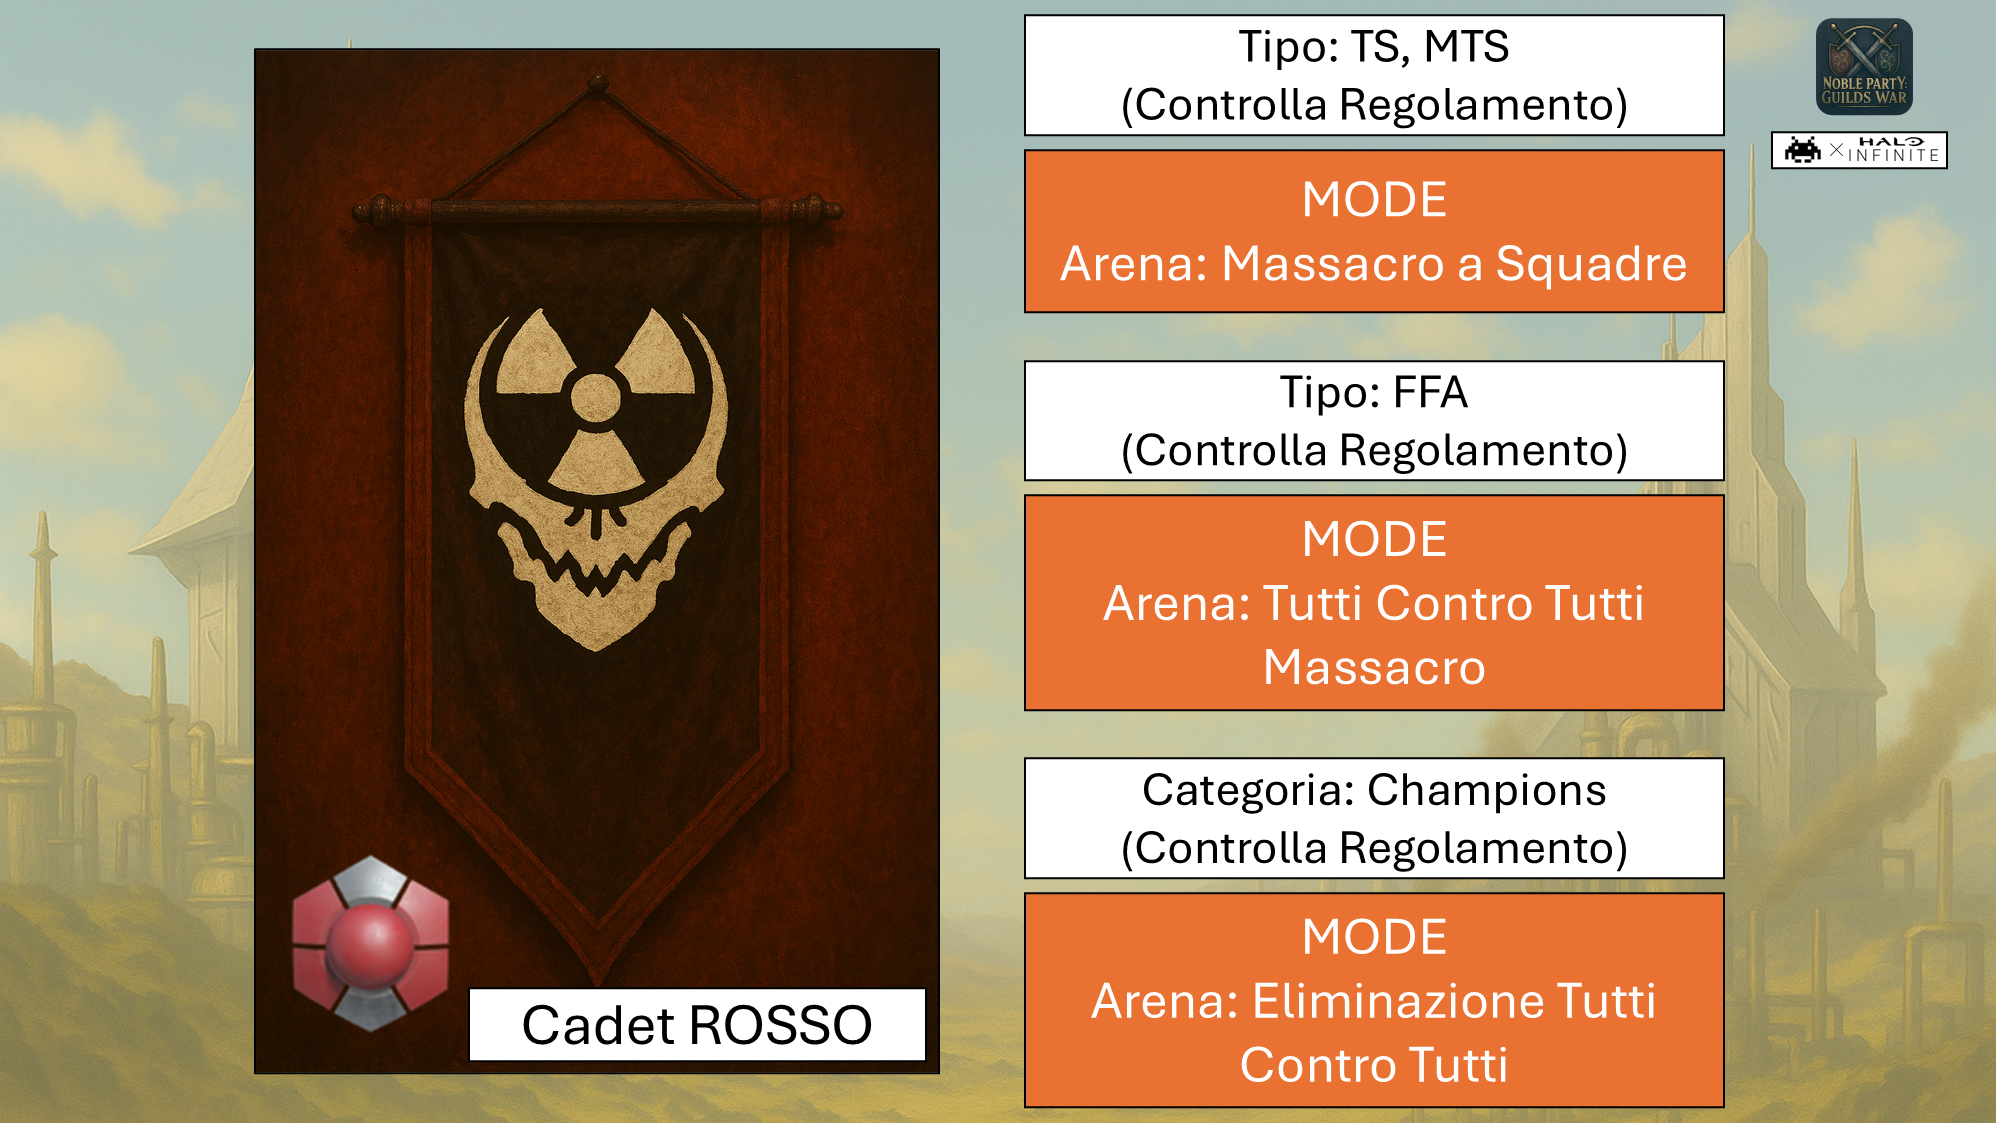 Tipo: TS, MTS
(Controlla Regolamento)
MODE
Arena: Massacro a Squadre
Tipo: FFA
(Controlla Regolamento)
MODE
Arena: Tutti Contro Tutti
Massacro
Categoria: Champions
(Controlla Regolamento)
MODE
Arena: Eliminazione Tutti
Contro Tutti
Cadet ROSSO
NOBLE PARTY:
GUILDS WAR
× HALO
INFINITE